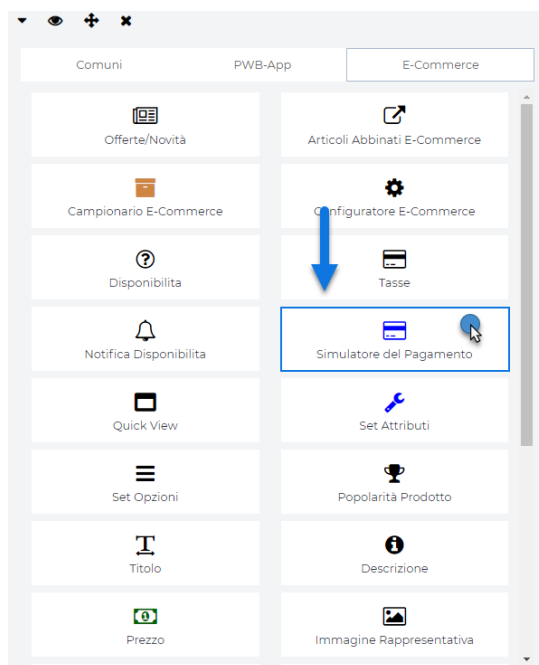 Comuni
PWB-App
E-Commerce
Offerte/Novità
Articoli Abbinati E-Commerce
Campionario E-Commerce
Configuratore E-Commerce
Disponibilita
Tasse
Notifica Disponibilita
Simulatore del Pagamento
Quick View
Set Attributi
Set Opzioni
Popolarità Prodotto
Titolo
Descrizione
Prezzo
Immagine Rappresentativa